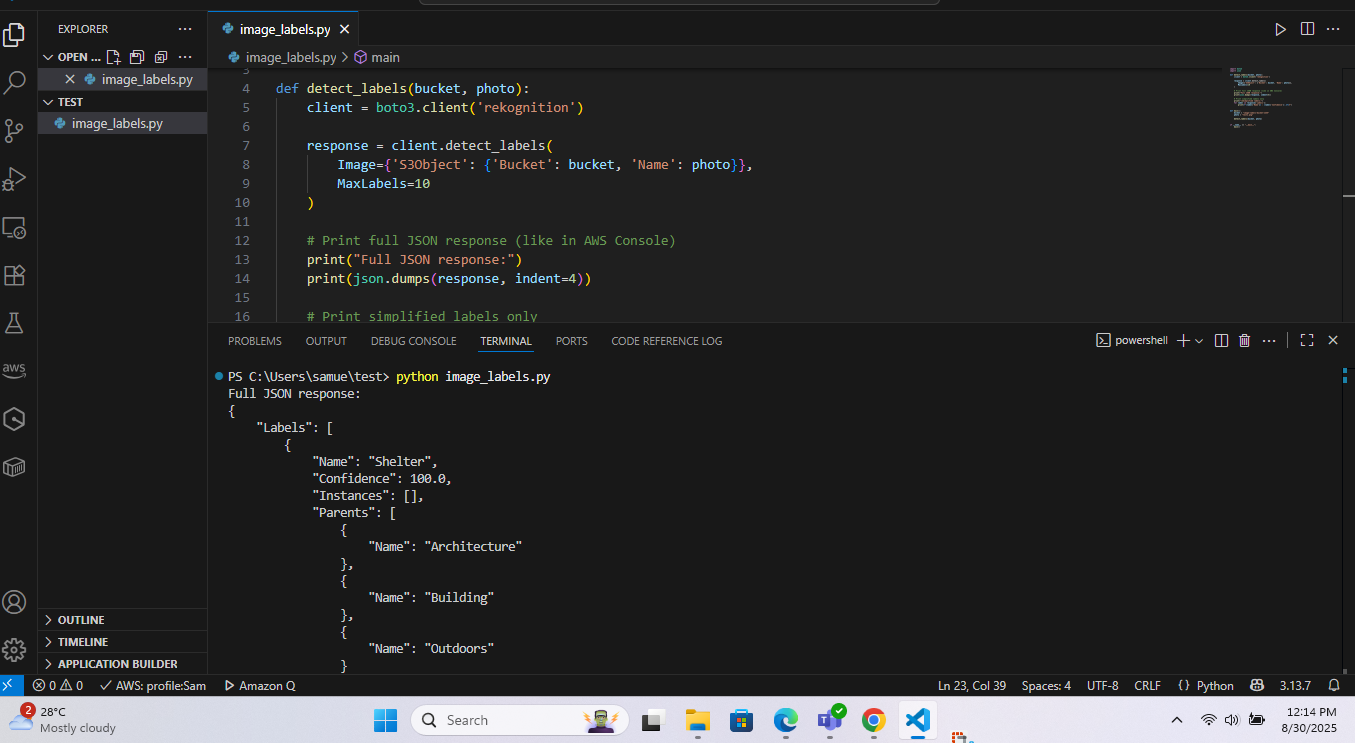 EXPLORER
OPEN ...
image_labels.py
TEST
image_labels.py
OUTLINE
TIMELINE
APPLICATION BUILDER
aws
image_labels.py
image_labels.py > main
3
4 def detect_labels(bucket, photo):
5 client = boto3.client('rekognition')
6
7 response = client.detect_labels(
8 Image={'S3Object': {'Bucket': bucket, 'Name': photo}},
9 MaxLabels=10
10 )
11
12 # Print full JSON response (like in AWS Console)
13 print("Full JSON response:")
14 print(json.dumps(response, indent=4))
15
16 # Print simplified labels only
PROBLEMS OUTPUT DEBUG CONSOLE TERMINAL PORTS CODE REFERENCE LOG
powershell
PS C:\Users\samue\test> python image_labels.py
Full JSON response:
{
"Labels": [
{
"Name": "Shelter",
"Confidence": 100.0,
"Instances": [],
"Parents": [
{
"Name": "Architecture"
},
{
"Name": "Building"
},
{
"Name": "Outdoors"
}
0 0 AWS: profile:Sam Amazon Q
Ln 23, Col 39 Spaces: 4 UTF-8 CRLF {} Python 3.13.7
2
28°C
Mostly cloudy
Search
12:14 PM
8/30/2025